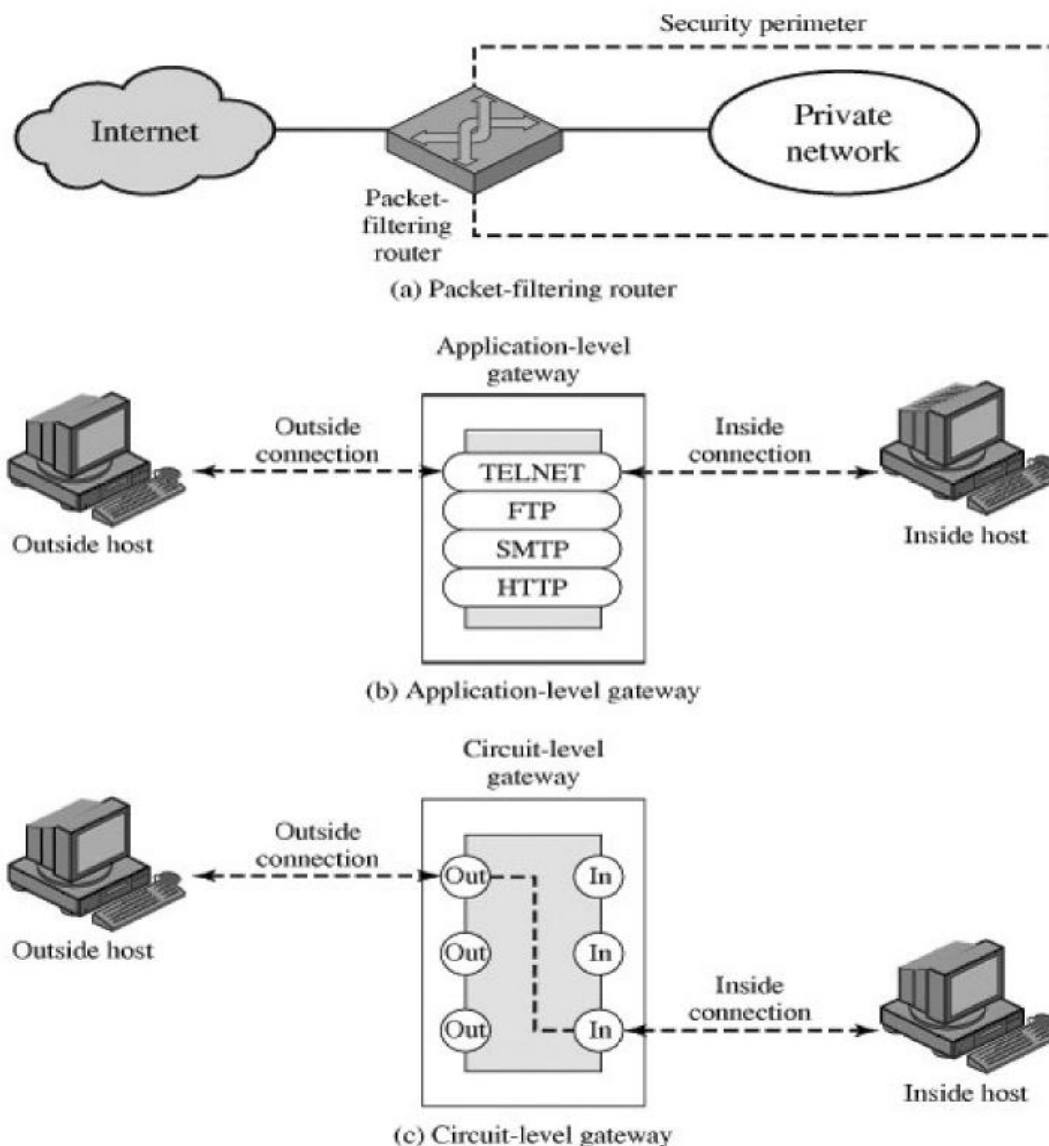 Security perimeter
Internet
Private
network
Packet-
filtering
router
(a) Packet-filtering router
Application-level
gateway
Outside
connection
Inside
connection
TELNET
FTP
SMTP
HTTP
Outside host
Inside host
(b) Application-level gateway
Circuit-level
gateway
Outside
connection
Out
In
Outside host
Out
In
Inside
connection
Out
In
Inside host
(c) Circuit-level gateway